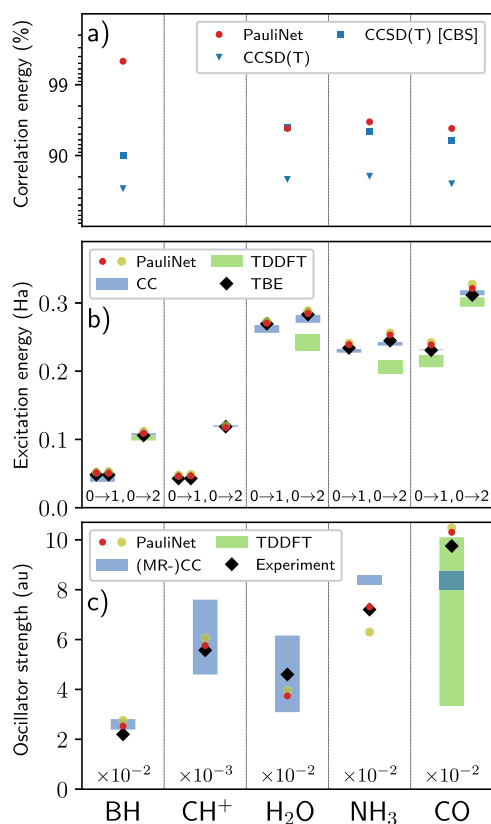 a)
PauliNet
CCSD(T)
CCSD(T) [CBS]
Correlation energy (%)
99
90
b)
PauliNet
CC
TDDFT
TBE
Excitation energy (Ha)
0.3
0.2
0.1
0.0
0→1,0→2
0→1,0→2
0→1,0→2
0→1,0→2
0→1,0→2
c)
PauliNet
(MR-)CC
TDDFT
Experiment
Oscillator strength (au)
10
8
6
4
2
0
×10⁻²
×10⁻³
×10⁻²
×10⁻²
×10⁻²
BH
CH⁺
H₂O
NH₃
CO